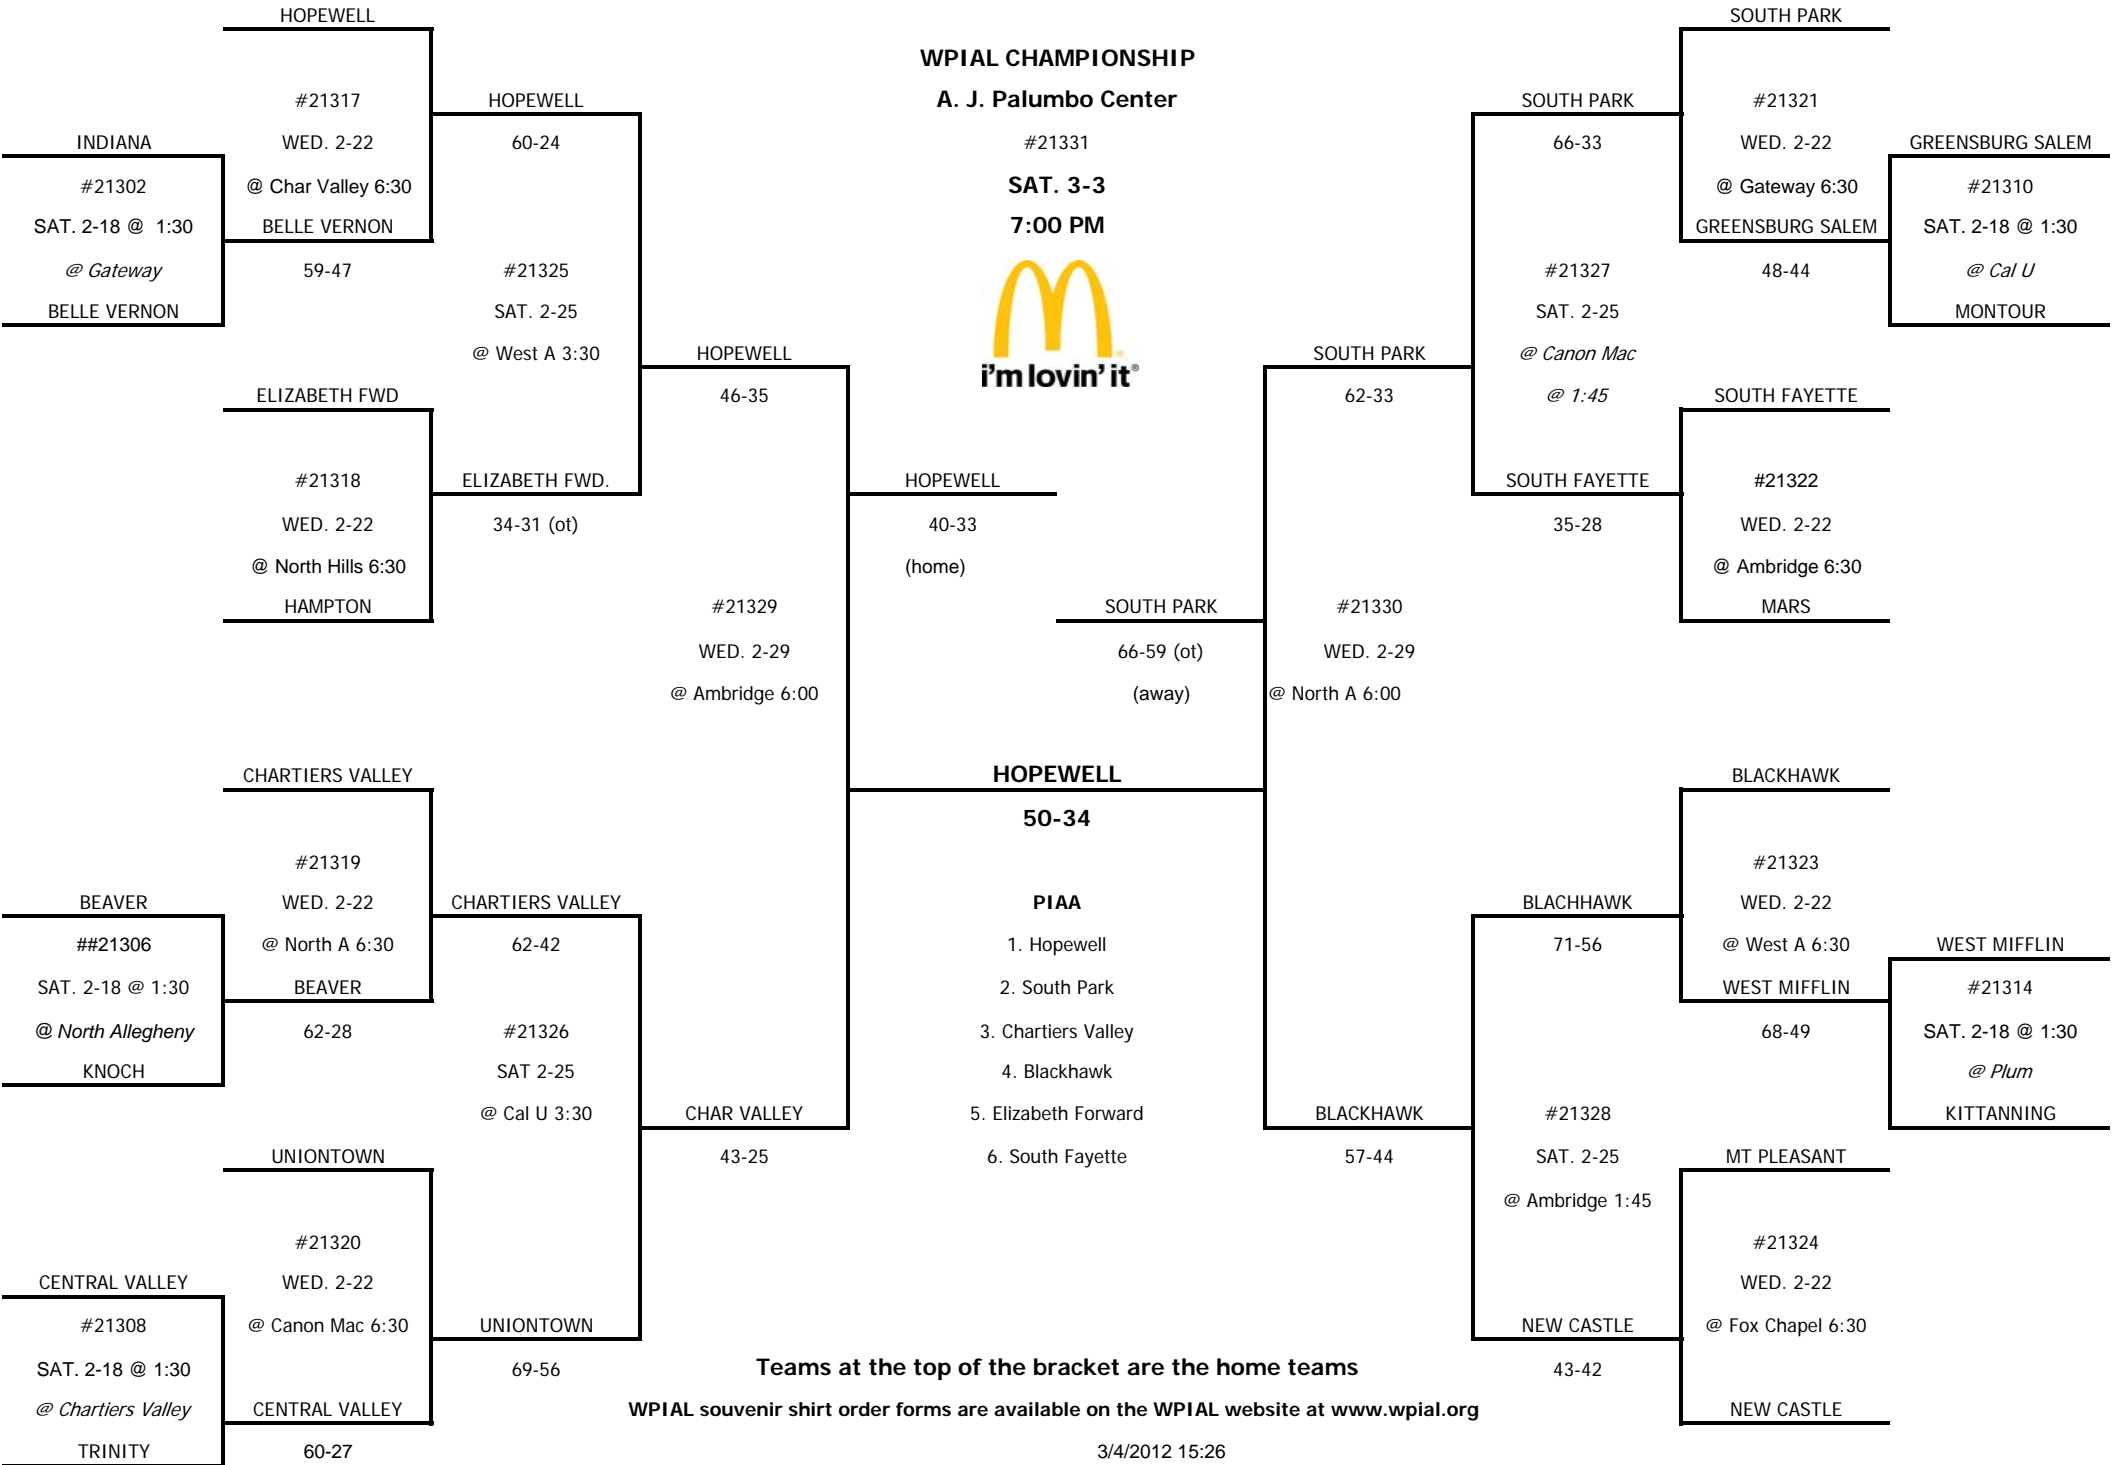 HOPEWELL
#21317
WED. 2-22
@ Char Valley 6:30
BELLE VERNON
59-47
INDIANA
#21302
SAT. 2-18 @ 1:30
@ Gateway
BELLE VERNON
HOPEWELL
60-24
#21325
SAT. 2-25
@ West A 3:30
ELIZABETH FWD
#21318
WED. 2-22
@ North Hills 6:30
HAMPTON
ELIZABETH FWD.
34-31 (ot)
HOPEWELL
46-35
#21329
WED. 2-29
@ Ambridge 6:00
HOPEWELL
40-33
(home)
CHARTIERS VALLEY
#21319
WED. 2-22
@ North A 6:30
BEAVER
62-28
BEAVER
##21306
SAT. 2-18 @ 1:30
@ North Allegheny
KNOCH
CHARTIERS VALLEY
62-42
#21326
SAT 2-25
@ Cal U 3:30
CHAR VALLEY
43-25
UNIONTOWN
#21320
WED. 2-22
@ Canon Mac 6:30
CENTRAL VALLEY
60-27
CENTRAL VALLEY
#21308
SAT. 2-18 @ 1:30
@ Chartiers Valley
TRINITY
UNIONTOWN
69-56
WPIAL CHAMPIONSHIP
A. J. Palumbo Center
#21331
SAT. 3-3
7:00 PM
i'm lovin' it®
HOPEWELL
50-34
PIAA
1. Hopewell
2. South Park
3. Chartiers Valley
4. Blackhawk
5. Elizabeth Forward
6. South Fayette
SOUTH PARK
66-59 (ot)
(away)
#21330
WED. 2-29
@ North A 6:00
SOUTH PARK
62-33
SOUTH PARK
66-33
#21327
SAT. 2-25
@ Canon Mac
@ 1:45
SOUTH FAYETTE
35-28
SOUTH PARK
#21321
WED. 2-22
@ Gateway 6:30
GREENSBURG SALEM
48-44
GREENSBURG SALEM
#21310
SAT. 2-18 @ 1:30
@ Cal U
MONTOUR
SOUTH FAYETTE
#21322
WED. 2-22
@ Ambridge 6:30
MARS
BLACKHAWK
#21323
WED. 2-22
@ West A 6:30
WEST MIFFLIN
68-49
WEST MIFFLIN
#21314
SAT. 2-18 @ 1:30
@ Plum
KITTANNING
BLACHHAWK
71-56
BLACKHAWK
57-44
#21328
SAT. 2-25
@ Ambridge 1:45
MT PLEASANT
#21324
WED. 2-22
@ Fox Chapel 6:30
NEW CASTLE
NEW CASTLE
43-42
Teams at the top of the bracket are the home teams
WPIAL souvenir shirt order forms are available on the WPIAL website at www.wpial.org
3/4/2012 15:26